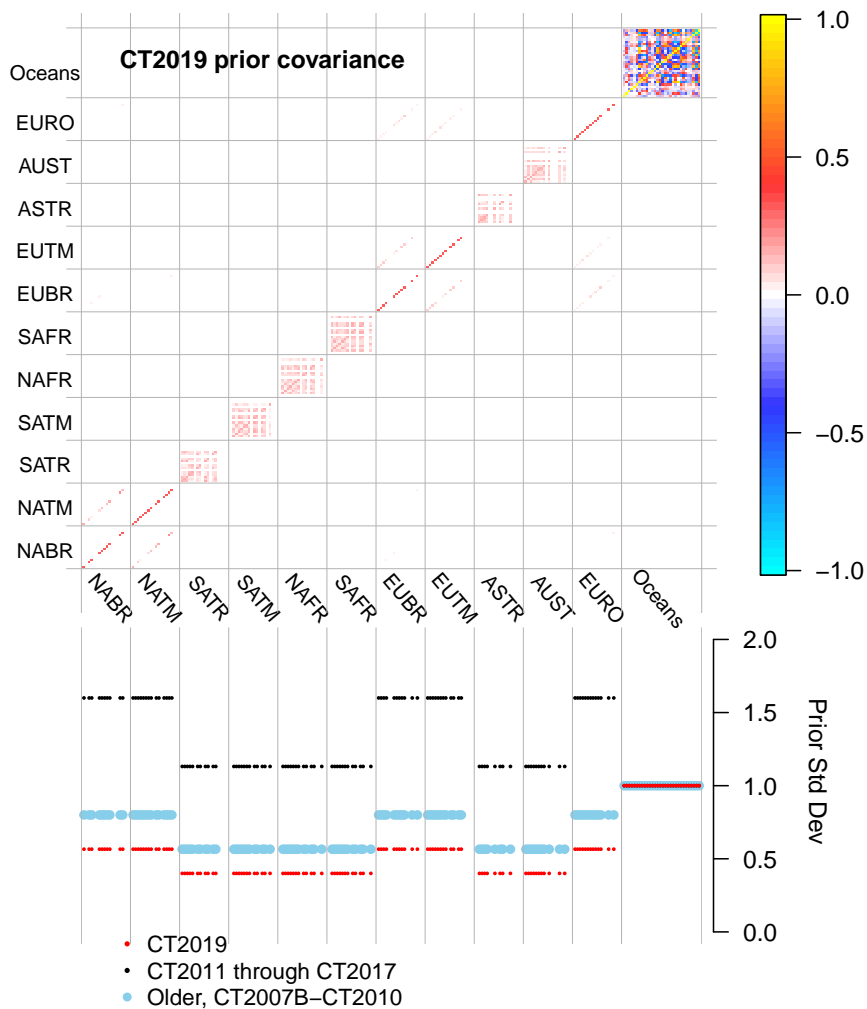 CT2019 prior covariance
Oceans
EURO
AUST
ASTR
EUTM
EUBR
SAFR
NAFR
SATM
SATR
NATM
NABR
1.0
0.5
0.0
−0.5
−1.0
NABR
NATM
SATR
SATM
NAFR
SAFR
EUBR
EUTM
ASTR
AUST
EURO
Oceans
2.0
1.5
1.0
0.5
0.0
Prior Std Dev
CT2019
CT2011 through CT2017
Older, CT2007B−CT2010